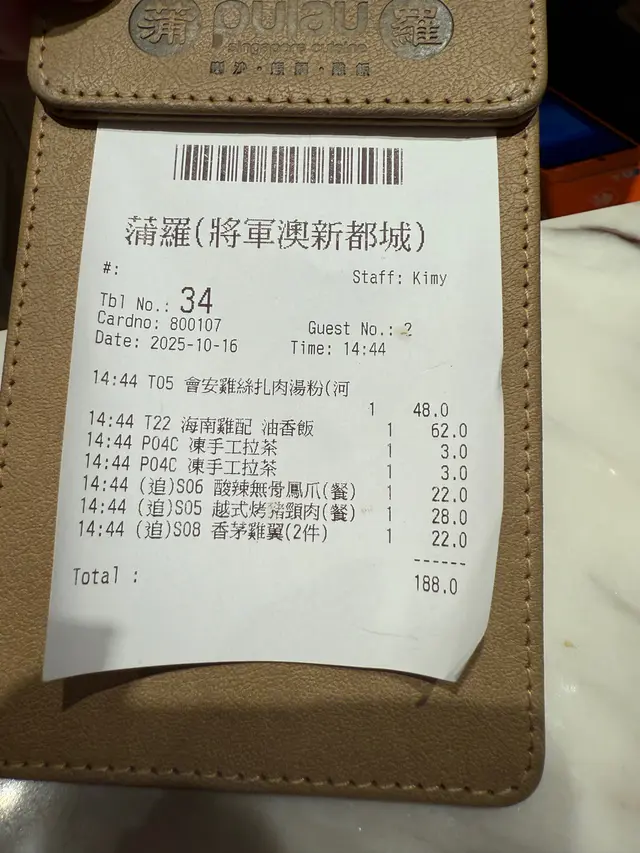 蒲 pulau 羅
singapore cuisine
蒲羅(將軍澳新都城)
#:
Staff: Kimy
Tbl No.: 34
Cardno: 800107 Guest No.: 2
Date: 2025-10-16 Time: 14:44
14:44 T05 會安雞絲扎肉湯粉(河
1 48.0
14:44 T22 海南雞配 油香飯 1 62.0
14:44 P04C 凍手工拉茶 1 3.0
14:44 P04C 凍手工拉茶 1 3.0
14:44 (追)S06 酸辣無骨鳳爪(餐) 1 22.0
14:44 (追)S05 越式烤豬頸肉(餐) 1 28.0
14:44 (追)S08 香茅雞翼(2件) 1 22.0
------
Total : 188.0